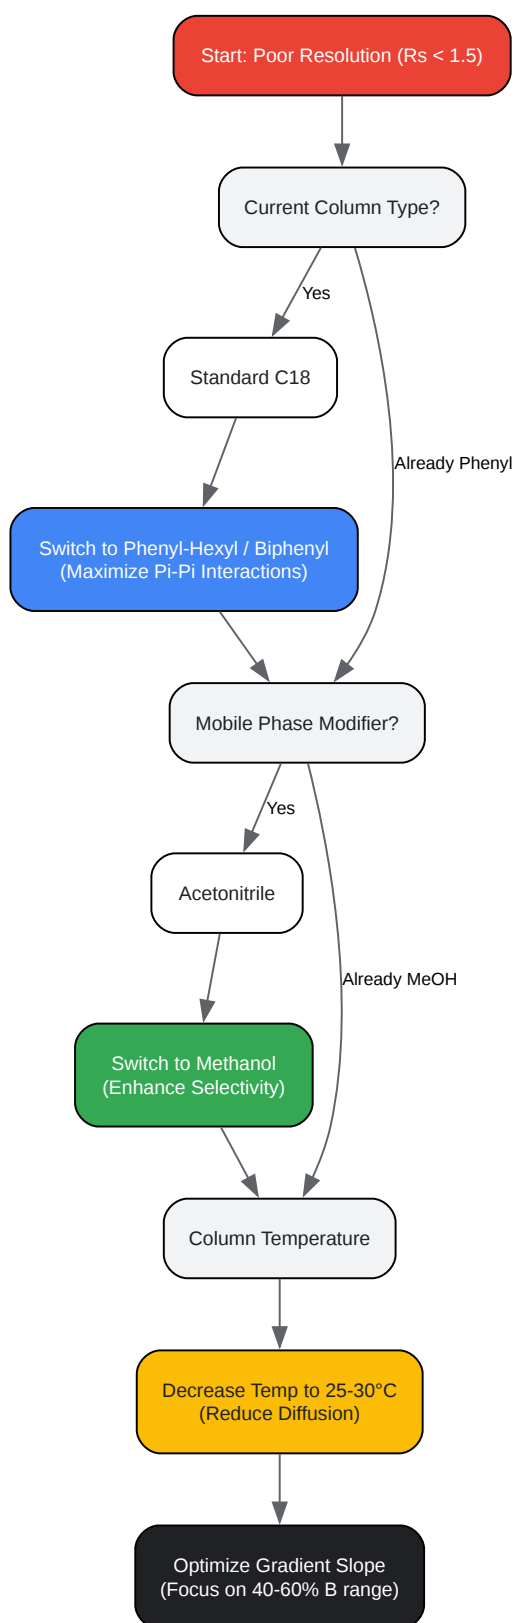 Start: Poor Resolution (Rs < 1.5)
Current Column Type?
Yes
Standard C18
Already Phenyl
Switch to Phenyl-Hexyl / Biphenyl
(Maximize Pi-Pi Interactions)
Mobile Phase Modifier?
Yes
Acetonitrile
Already MeOH
Switch to Methanol
(Enhance Selectivity)
Column Temperature
Decrease Temp to 25-30°C
(Reduce Diffusion)
Optimize Gradient Slope
(Focus on 40-60% B range)